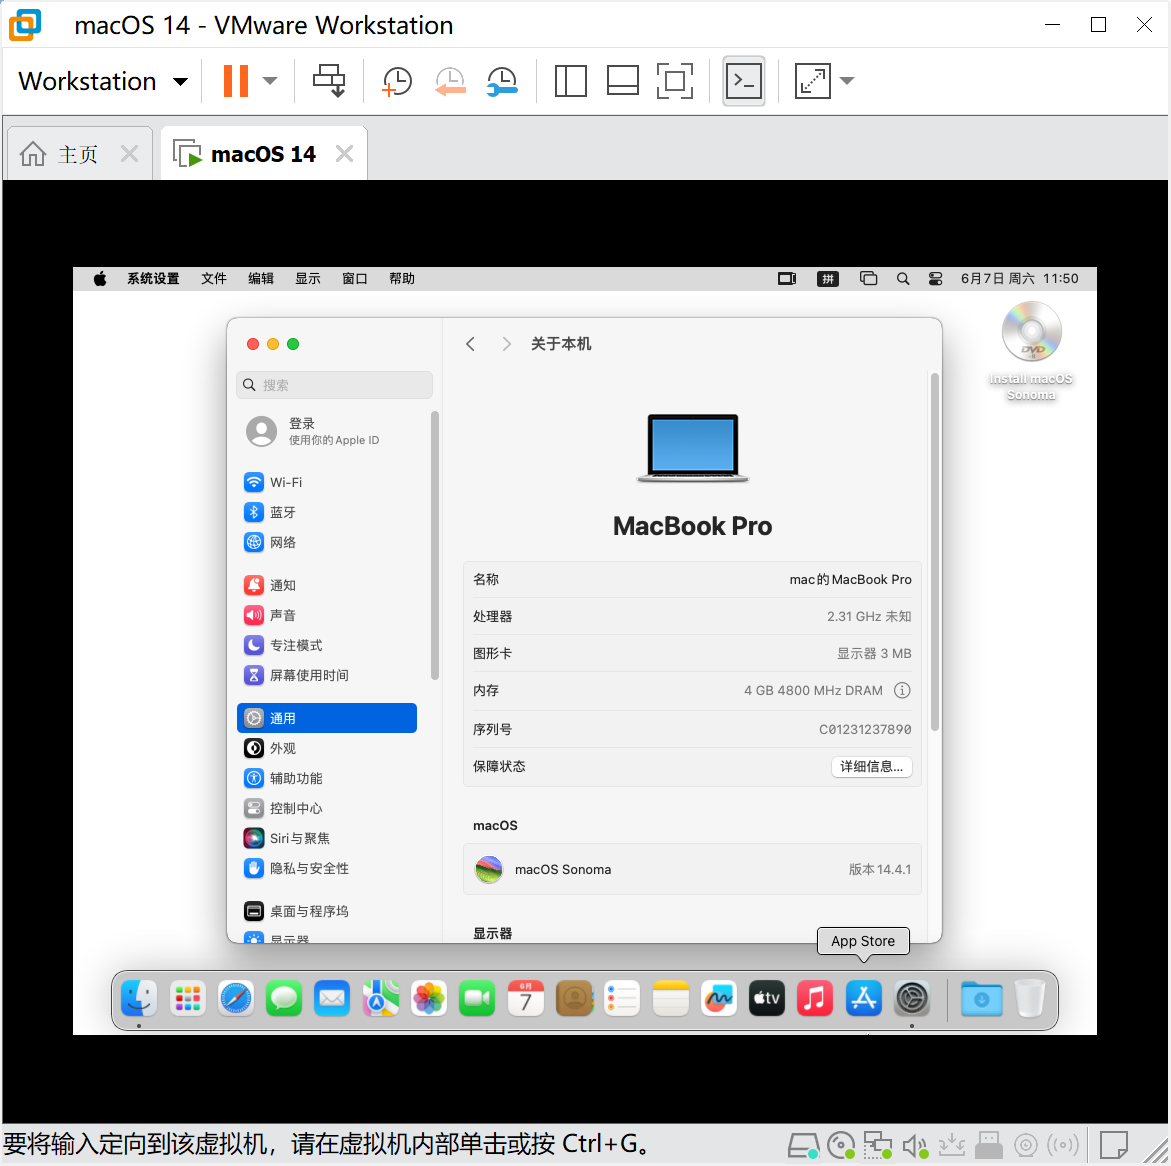 macOS 14 - VMware Workstation
Workstation
主页
macOS 14
系统设置 文件 编辑 显示 窗口 帮助 拼 6月7日 周六 11:50
DVD
Install macOS
Sonoma
关于本机
搜索
登录
使用你的 Apple ID
Wi-Fi
蓝牙
网络
通知
声音
专注模式
屏幕使用时间
通用
外观
辅助功能
控制中心
Siri与聚焦
隐私与安全性
桌面与程序坞
显示器
MacBook Pro
名称 mac的MacBook Pro
处理器 2.31 GHz 未知
图形卡 显示器 3 MB
内存 4 GB 4800 MHz DRAM
序列号 C01231237890
保障状态 详细信息...
macOS
macOS Sonoma 版本 14.4.1
显示器
App Store
6月
7
tv
要将输入定向到该虚拟机，请在虚拟机内部单击或按 Ctrl+G。